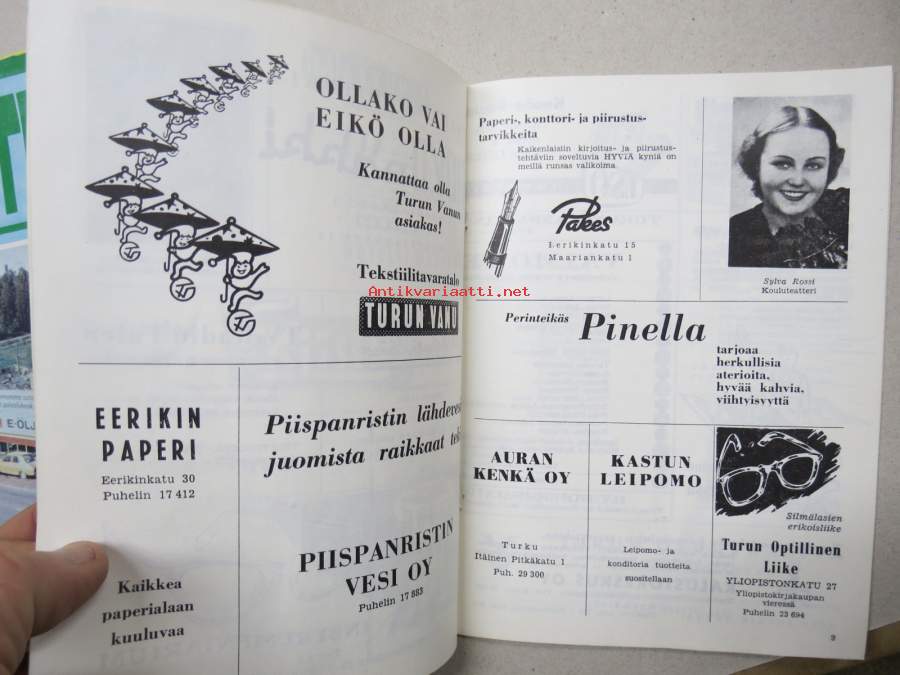 OLLAKO VAI
EIKÖ OLLA
Kannattaa olla
Turun Vanun
asiakas!
Tekstiilitavaratalo
TURUN VANU
EERIKIN
PAPERI
Eerikinkatu 30
Puhelin 17 412
Kaikkea
paperialaan
kuuluvaa
Piispanristin
juomista raikkaat
PIISPANRISTIN
VESI OY
Puhelin 17 883
Paperi-, konttori- ja piirustus-
tarvikkeita
Kaikenlaisiin kirjoitus- ja piirustus-
tehtäviin soveltuvia HYVIÄ kyniä on
meillä runsas valikoima.
Pakes
Eerikinkatu 15
Maariankatu 1
Sylva Rossi
Kouluteatteri
Antikvariaatti.net
Perinteikäs Pinella
tarjoaa
herkullisia
aterioita,
hyvää kahvia,
viihtyisyyttä
AURAN
KENKÄ OY
Turku
Itäinen Pitkäkatu 1
Puh. 29 300
KASTUN
LEIPOMO
Leipomo- ja
konditoria tuotteita
suositellaan
Silmälasien
erikoisliike
Turun Optillinen
Liike
YLIOPISTONKATU 27
Yliopistokirjakaupan
vieressä
Puhelin 23 694
9